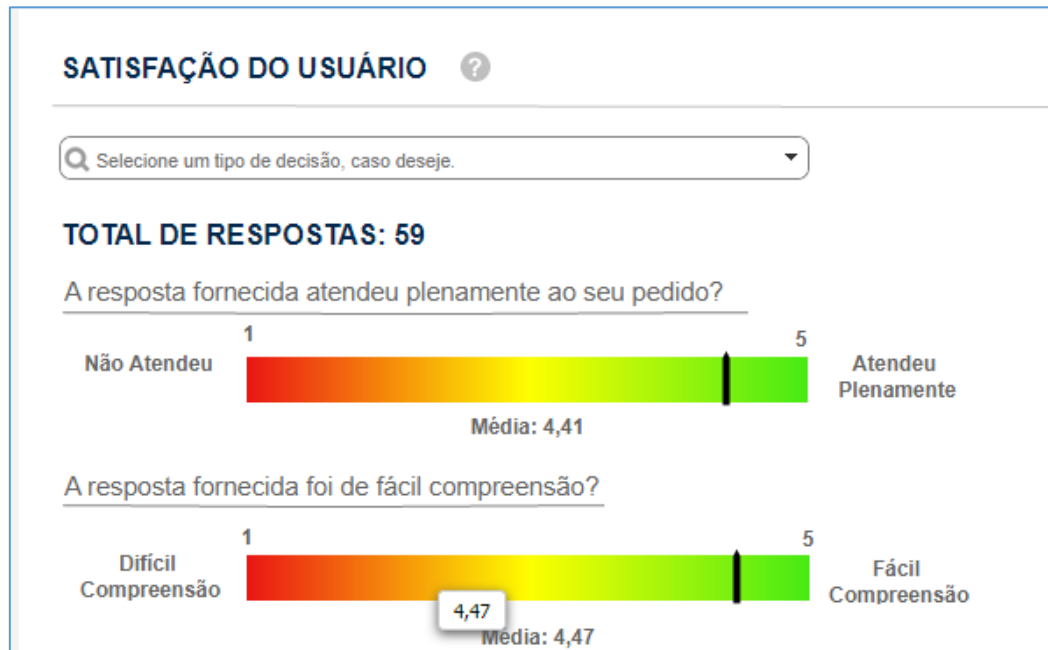 SATISFAÇÃO DO USUÁRIO ?
Selecione um tipo de decisão, caso deseje.
TOTAL DE RESPOSTAS: 59
A resposta fornecida atendeu plenamente ao seu pedido?
1
5
Não Atendeu
Atendeu
Plenamente
Média: 4,41
A resposta fornecida foi de fácil compreensão?
1
5
Difícil
Compreensão
Fácil
Compreensão
4,47
Média: 4,47